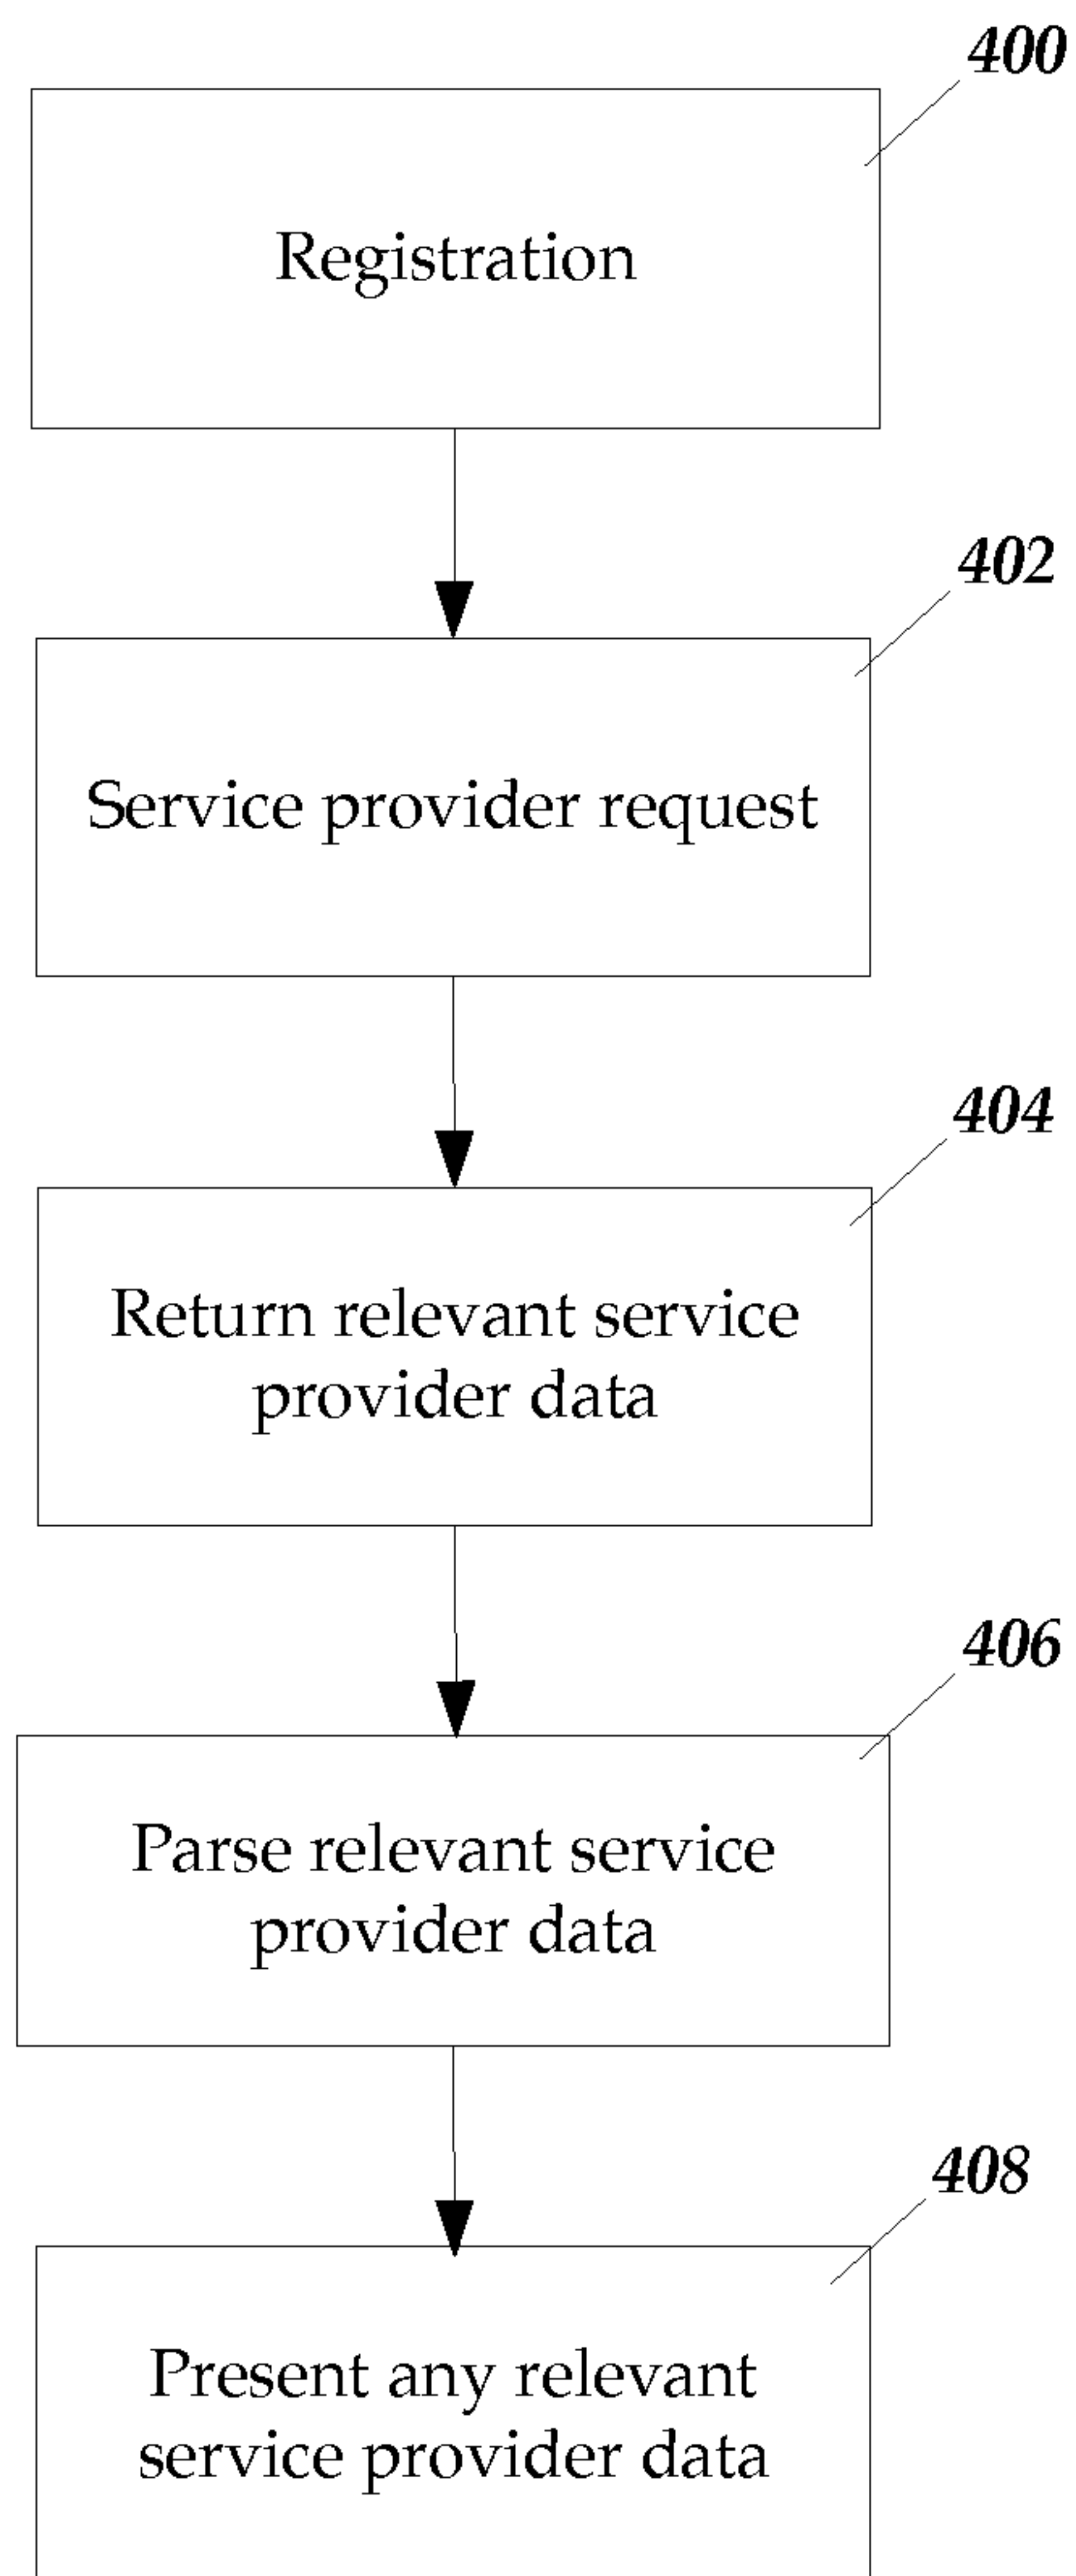 400
Registration
402
Service provider request
404
Return relevant service
provider data
406
Parse relevant service
provider data
408
Present any relevant
service provider data